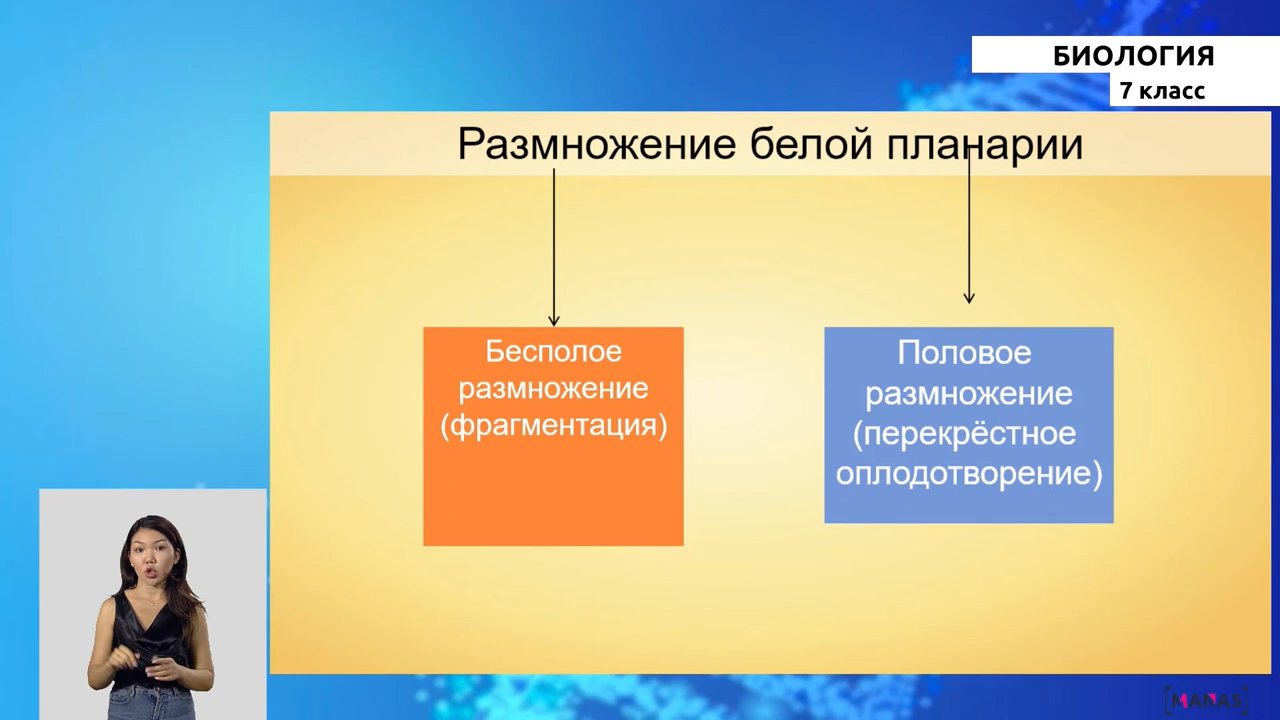 БИОЛОГИЯ
7 класс
Размножение белой планарии
Бесполое
размножение
(фрагментация)
Половое
размножение
(перекрёстное
оплодотворение)
MANAS